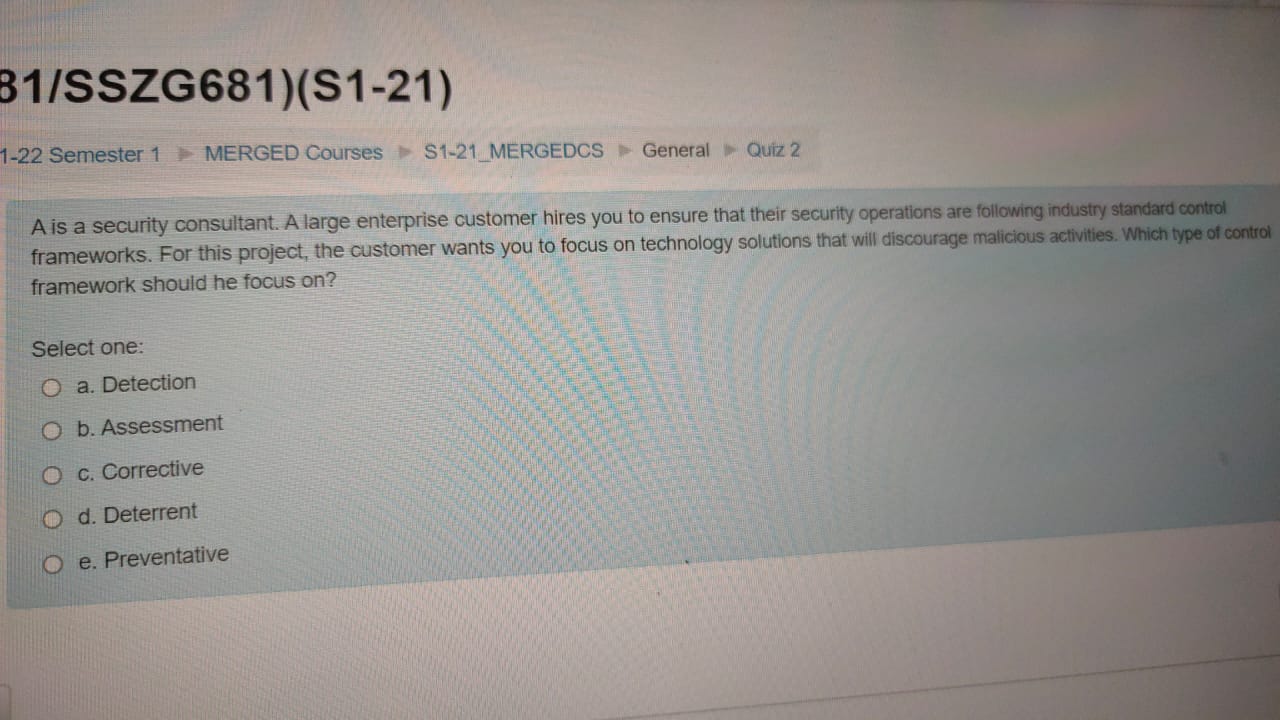 81/SSZG681)(S1-21)
1-22 Semester 1 ► MERGED Courses ► S1-21_MERGEDCS ► General ► Quiz 2
A is a security consultant. A large enterprise customer hires you to ensure that their security operations are following industry standard control
frameworks. For this project, the customer wants you to focus on technology solutions that will discourage malicious activities. Which type of control
framework should he focus on?
Select one:
a. Detection
b. Assessment
c. Corrective
d. Deterrent
e. Preventative